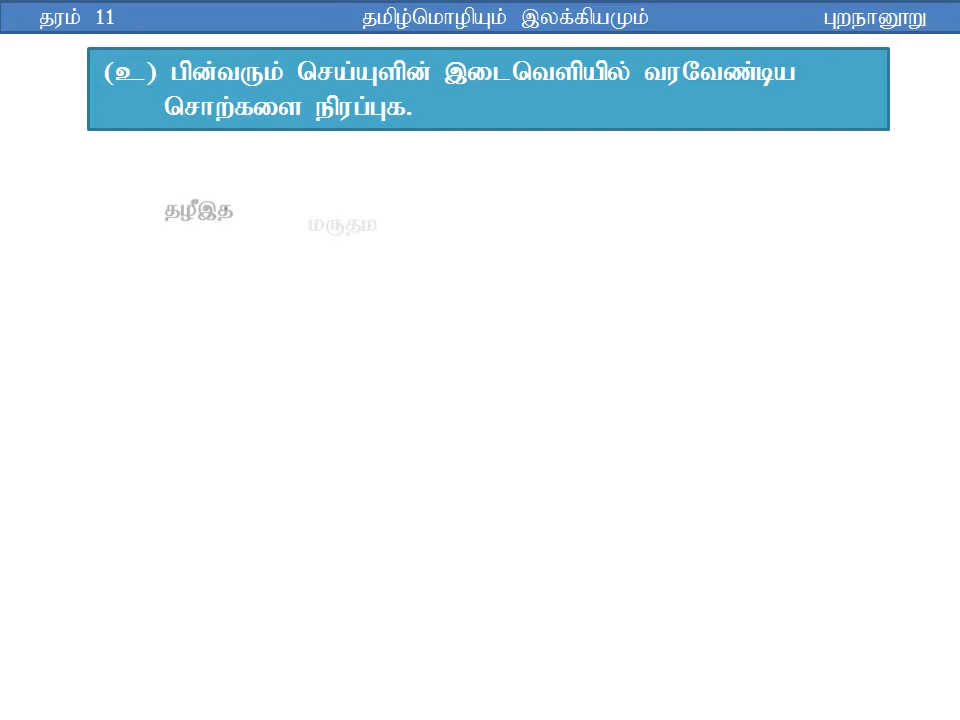 தரம் 11 தமிழ்மொழியும் இலக்கியமும் புறநானூறு
(உ) பின்வரும் செய்யுளின் இடைவெளியில் வரவேண்டிய
சொற்களை நிரப்புக.
தழீஇத
மருதம